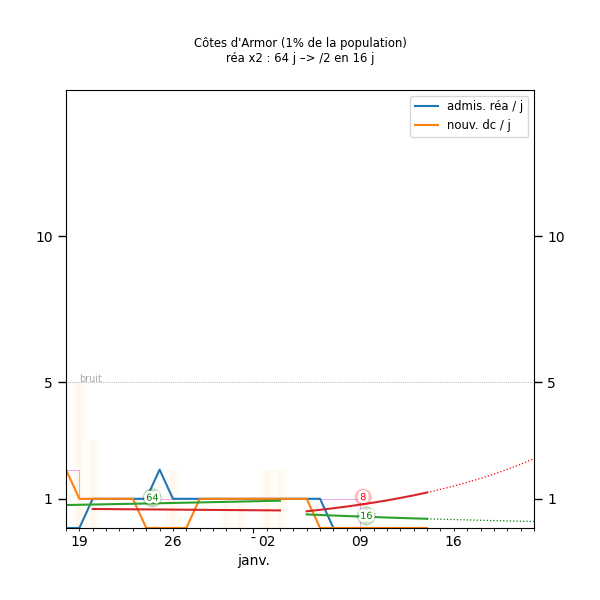 Côtes d'Armor (1% de la population)
réa x2 : 64 j –> /2 en 16 j
admis. réa / j
nouv. dc / j
10 10
5 bruit 5
64 8
1 1
16
19 26 - 02 09 16
janv.